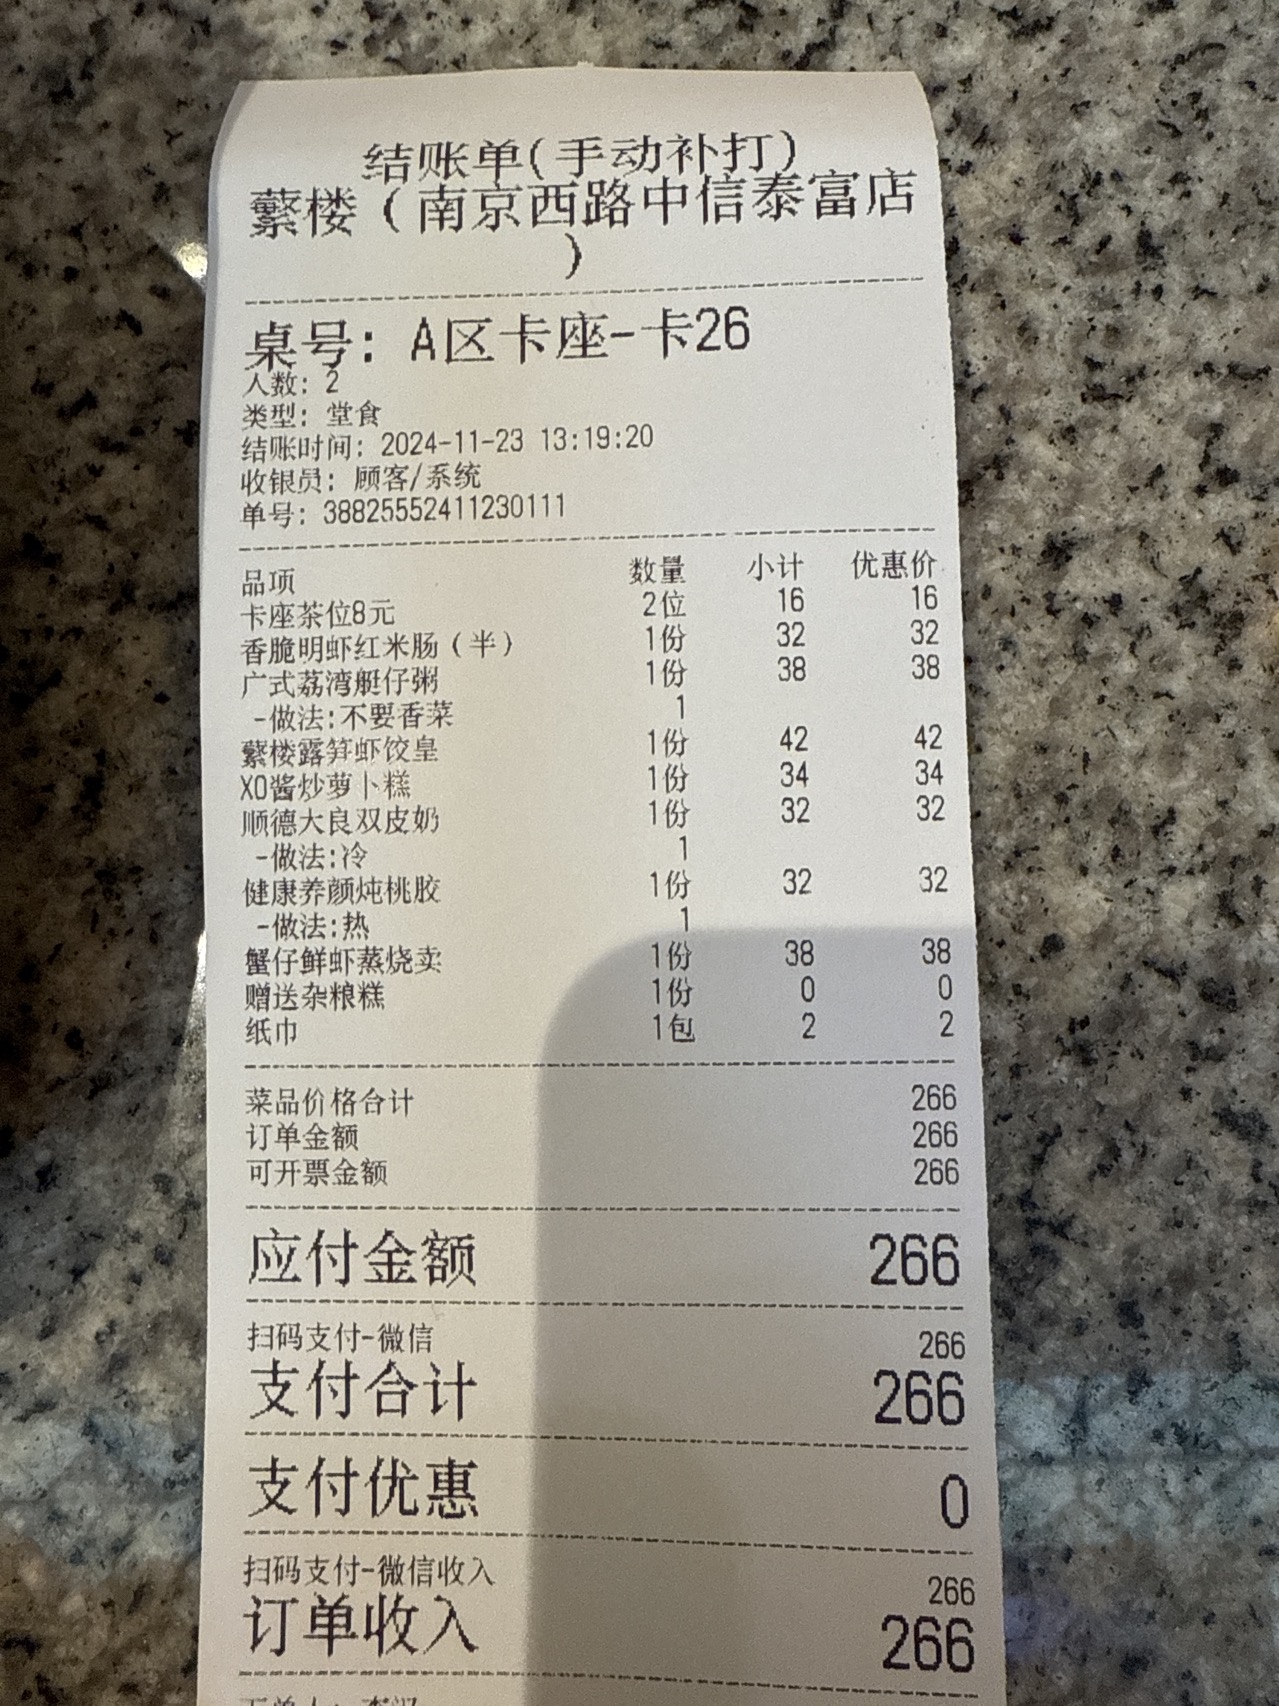 结账单(手动补打)
蘩楼（南京西路中信泰富店
）
桌号：A区卡座-卡26
人数：2
类型：堂食
结账时间：2024-11-23 13:19:20
收银员：顾客/系统
单号：38825552411230111
品项 数量 小计 优惠价
卡座茶位8元 2位 16 16
香脆明虾红米肠（半） 1份 32 32
广式荔湾艇仔粥 1份 38 38
-做法:不要香菜 1
蘩楼露笋虾饺皇 1份 42 42
XO酱炒萝卜糕 1份 34 34
顺德大良双皮奶 1份 32 32
-做法:冷 1
健康养颜炖桃胶 1份 32 32
-做法:热 1
蟹仔鲜虾蒸烧卖 1份 38 38
赠送杂粮糕 1份 0 0
纸巾 1包 2 2
菜品价格合计 266
订单金额 266
可开票金额 266
应付金额 266
扫码支付-微信 266
支付合计 266
支付优惠 0
扫码支付-微信收入 266
订单收入 266